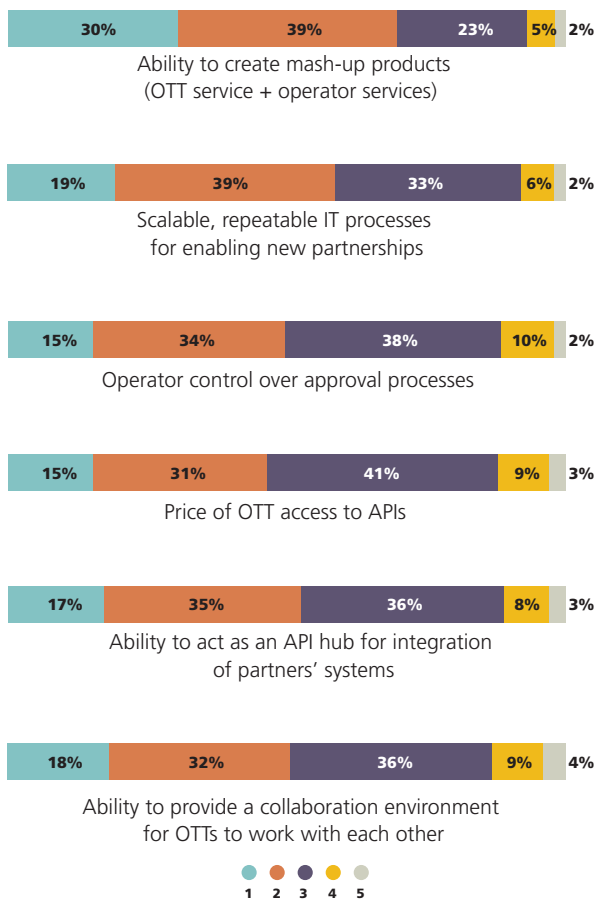 30% 39% 23% 5% 2%
Ability to create mash-up products
(OTT service + operator services)
19% 39% 33% 6% 2%
Scalable, repeatable IT processes
for enabling new partnerships
15% 34% 38% 10% 2%
Operator control over approval processes
15% 31% 41% 9% 3%
Price of OTT access to APIs
17% 35% 36% 8% 3%
Ability to act as an API hub for integration
of partners’ systems
18% 32% 36% 9% 4%
Ability to provide a collaboration environment
for OTTs to work with each other
1 2 3 4 5